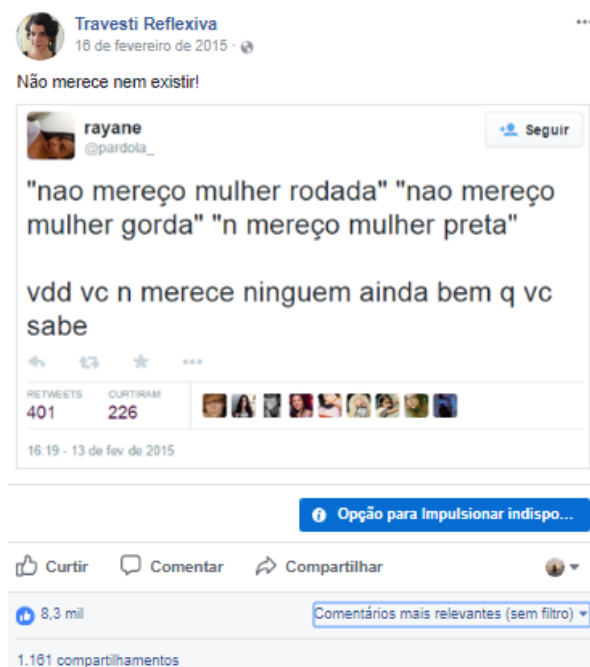 Travesti Reflexiva
16 de fevereiro de 2015 ·
Não merece nem existir!
rayane
@pardola_
Seguir
"nao mereço mulher rodada" "nao mereço
mulher gorda" "n mereço mulher preta"
vdd vc n merece ninguem ainda bem q vc
sabe
RETWEETS
401
CURTIRAM
226
16:19 - 13 de fev de 2015
Opção para Impulsionar indispo...
Curtir
Comentar
Compartilhar
8,3 mil
Comentários mais relevantes (sem filtro)
1.161 compartilhamentos